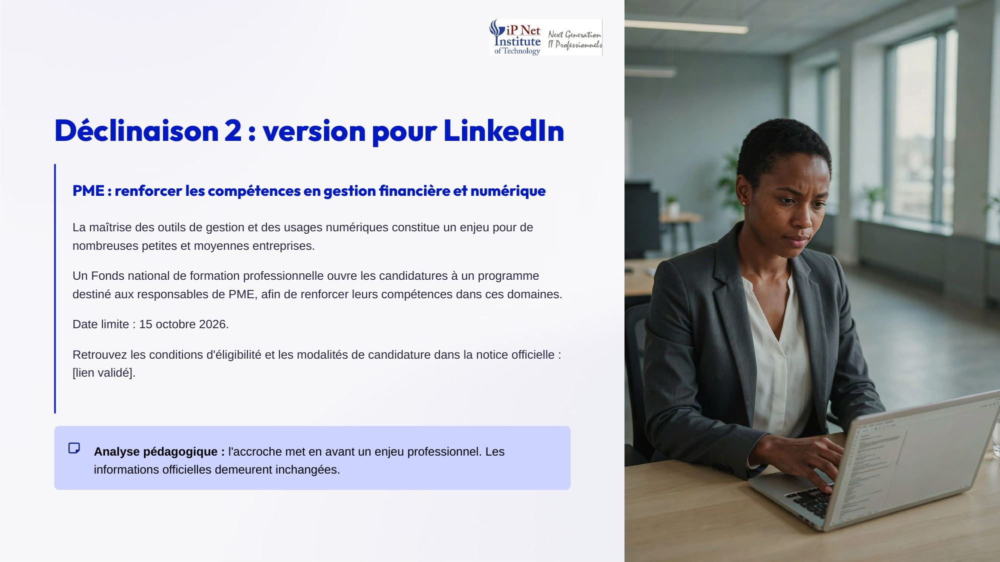 iP Net
Institute
of Technology
Next Generation
IT Professionnels
Déclinaison 2 : version pour LinkedIn
PME : renforcer les compétences en gestion financière et numérique
La maîtrise des outils de gestion et des usages numériques constitue un enjeu pour de
nombreuses petites et moyennes entreprises.
Un Fonds national de formation professionnelle ouvre les candidatures à un programme
destiné aux responsables de PME, afin de renforcer leurs compétences dans ces domaines.
Date limite : 15 octobre 2026.
Retrouvez les conditions d'éligibilité et les modalités de candidature dans la notice officielle :
[lien validé].
Analyse pédagogique : l'accroche met en avant un enjeu professionnel. Les
informations officielles demeurent inchangées.